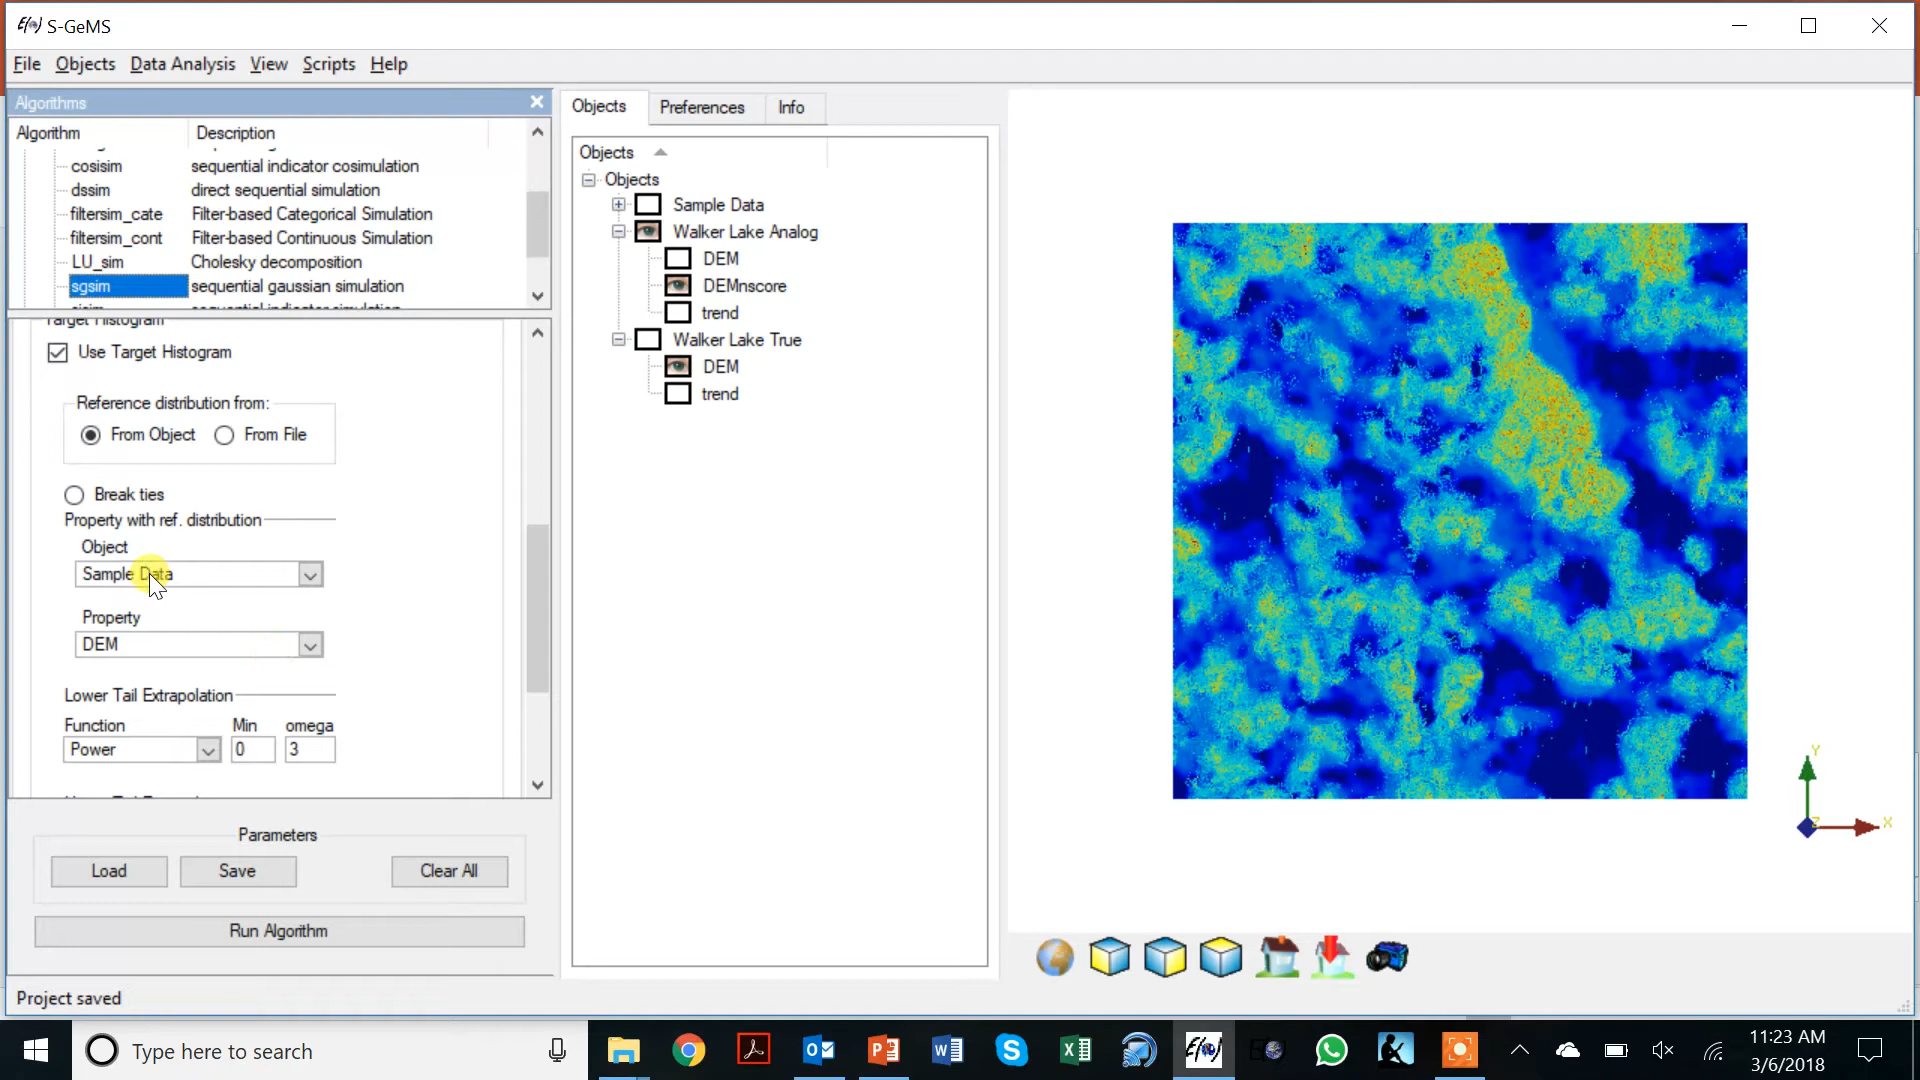 S-GeMS
File Objects Data Analysis View Scripts Help
Algorithms
Algorithm Description
cosisim sequential indicator cosimulation
dssim direct sequential simulation
filtersim_cate Filter-based Categorical Simulation
filtersim_cont Filter-based Continuous Simulation
LU_sim Cholesky decomposition
sgsim sequential gaussian simulation
Target Histogram
Use Target Histogram
Reference distribution from:
From Object From File
Break ties
Property with ref. distribution
Object
Sample Data
Property
DEM
Lower Tail Extrapolation
Function Min omega
Power 0 3
Parameters
Load Save Clear All
Run Algorithm
Project saved
Objects Preferences Info
Objects
Objects
Sample Data
Walker Lake Analog
DEM
DEMnscore
trend
Walker Lake True
DEM
trend
Y
Z
X
Type here to search
11:23 AM
3/6/2018